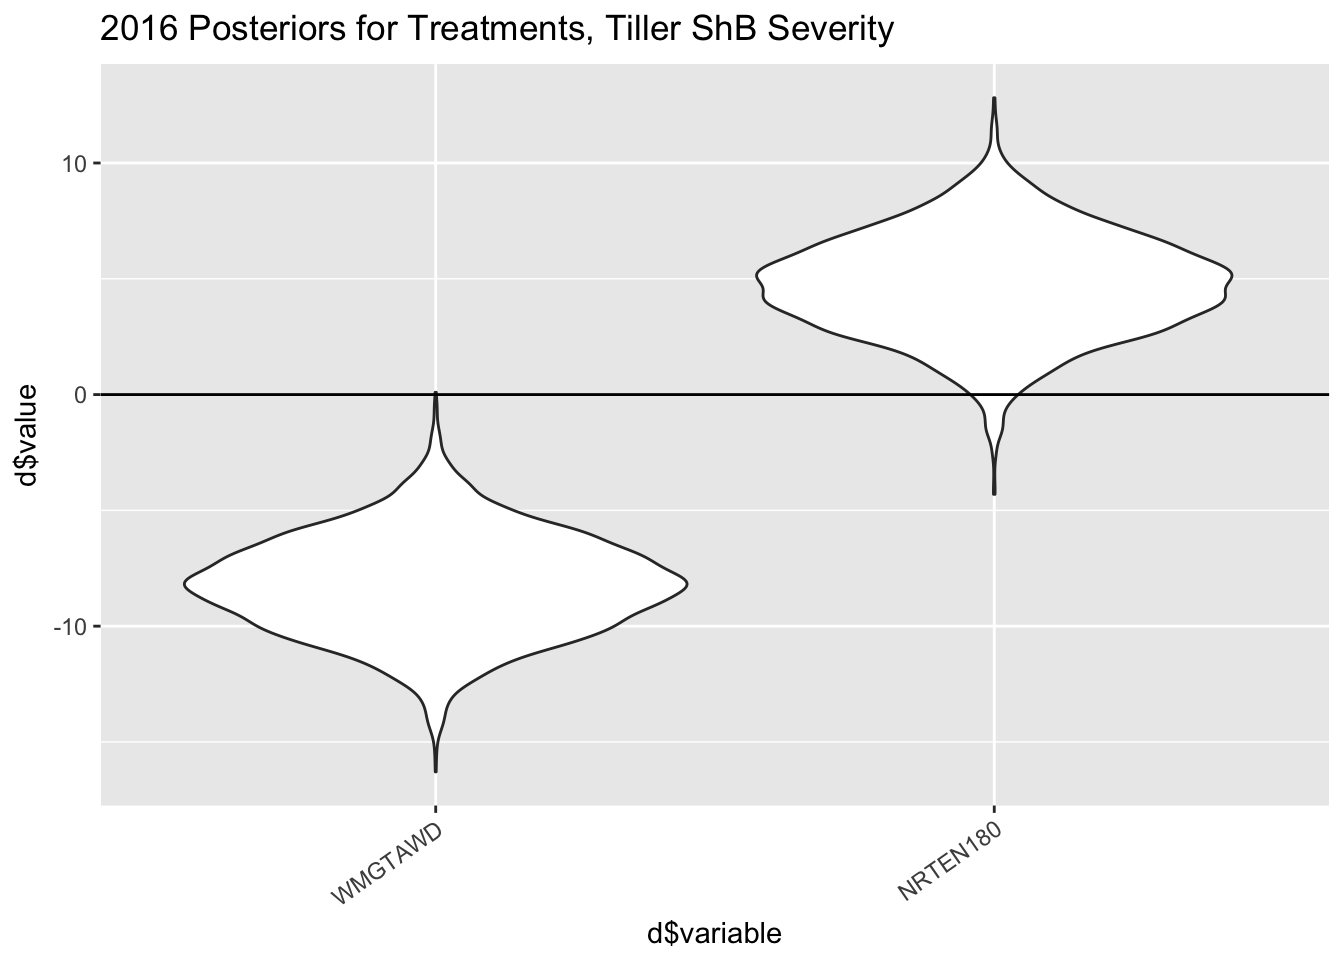 2016 Posteriors for Treatments, Tiller ShB Severity
10
0
-10
d$value
WMGTAWD
NRTEN180
d$variable